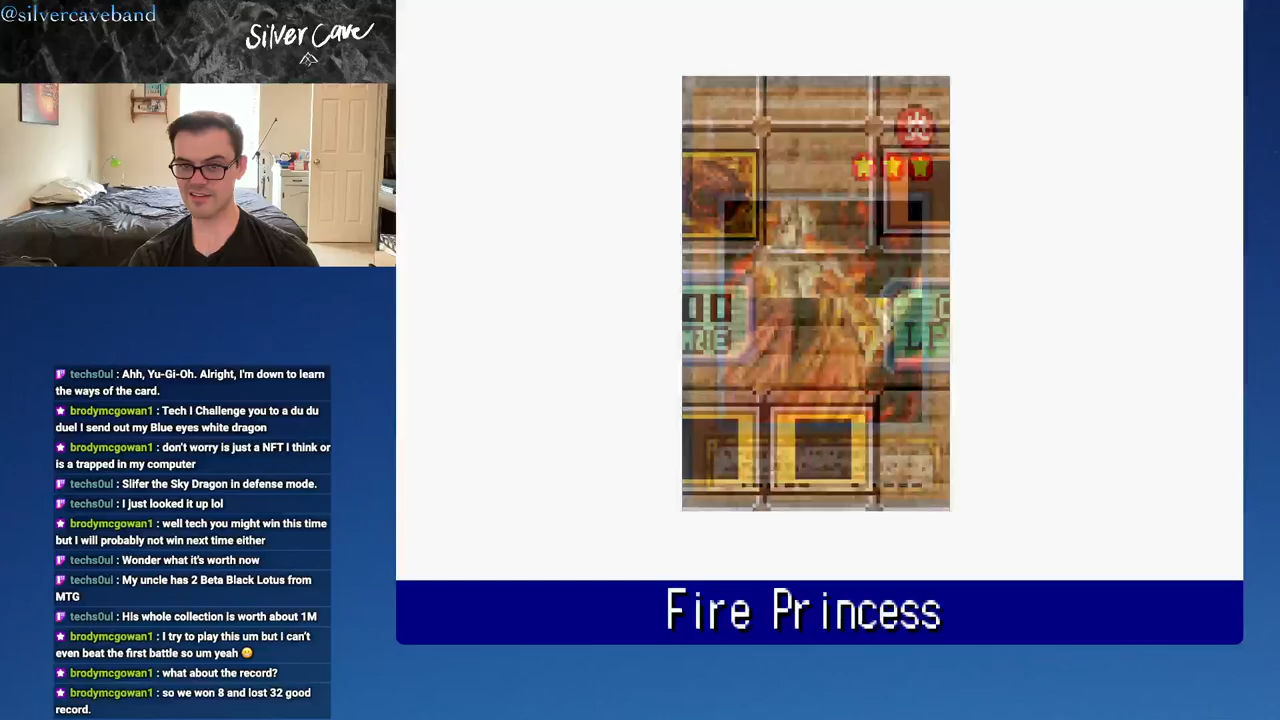 @silvercaveband
Silver Cave
techs0ul : Ahh, Yu-Gi-Oh. Alright, I'm down to learn
the ways of the card.
brodymcgowan1 : Tech I Challenge you to a du du
duel I send out my Blue eyes white dragon
brodymcgowan1 : don't worry is just a NFT I think or
is a trapped in my computer
techs0ul : Slifer the Sky Dragon in defense mode.
techs0ul : I just looked it up lol
brodymcgowan1 : well tech you might win this time
but I will probably not win next time either
techs0ul : Wonder what it's worth now
techs0ul : My uncle has 2 Beta Black Lotus from
MTG
techs0ul : His whole collection is worth about 1M
brodymcgowan1 : I try to play this um but I can't
even beat the first battle so um yeah
brodymcgowan1 : what about the record?
brodymcgowan1 : so we won 8 and lost 32 good
record.
炎
LP
Fire Princess